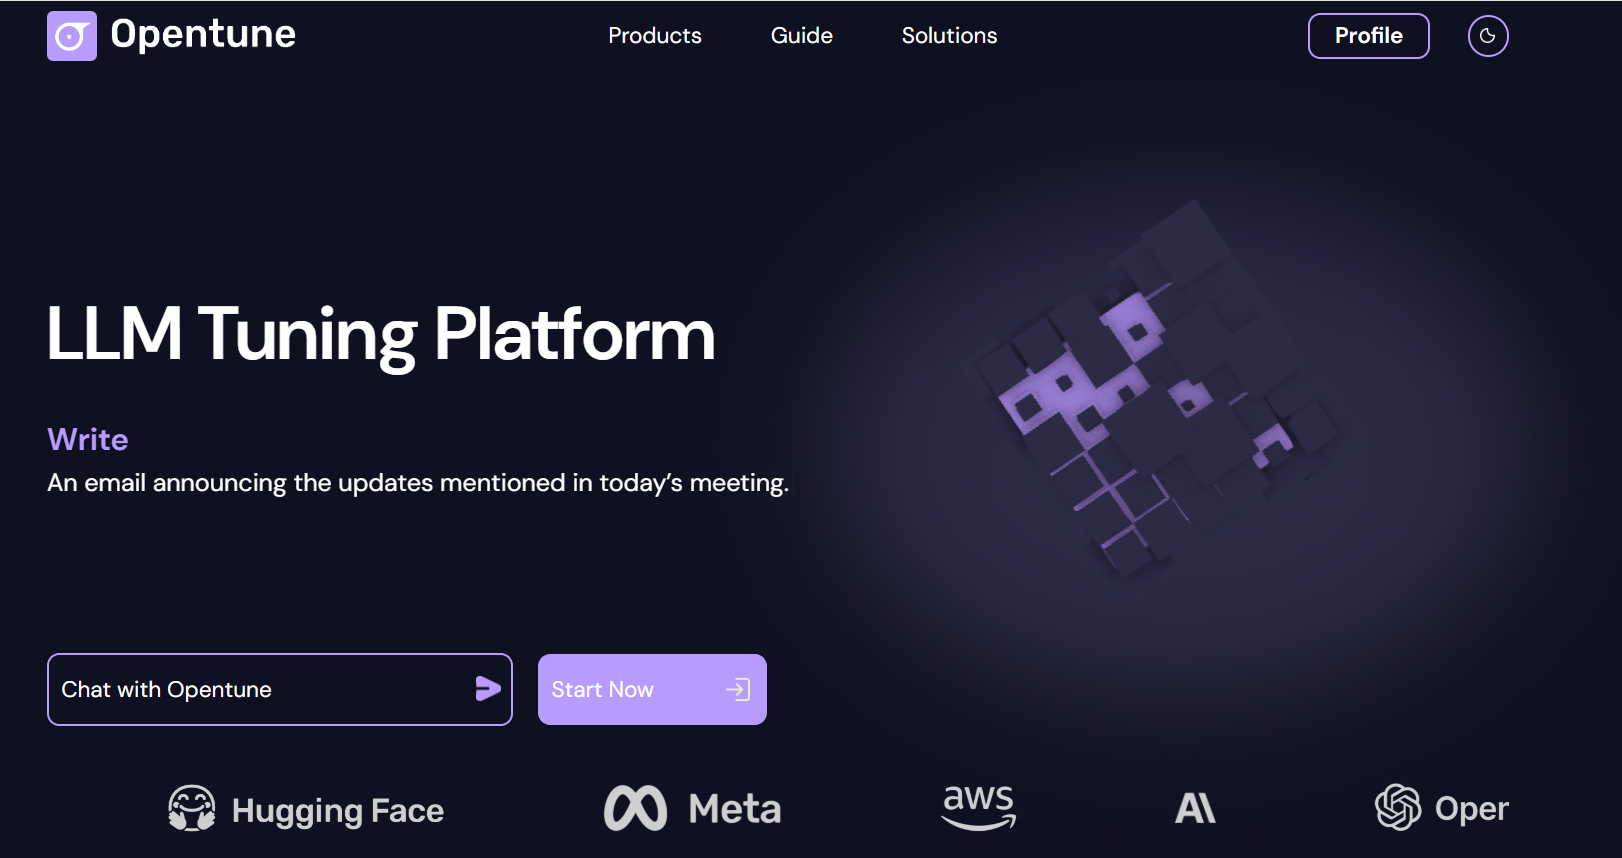 Opentune
Products
Guide
Solutions
Profile
LLM Tuning Platform
Write
An email announcing the updates mentioned in today’s meeting.
Chat with Opentune
Start Now
Hugging Face
Meta
aws
A\
Oper